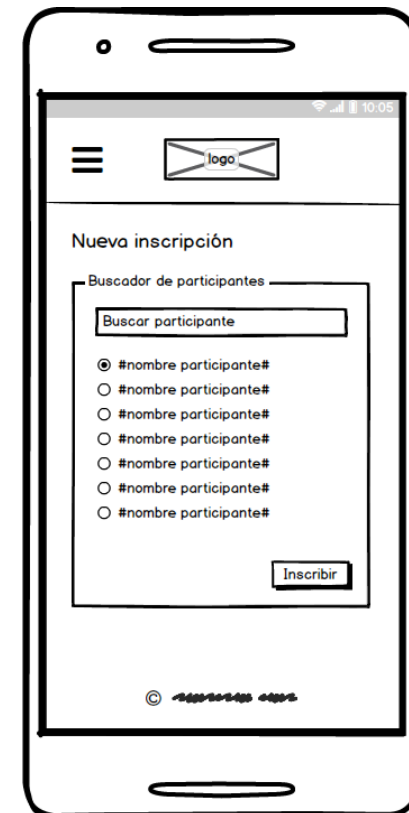 10:05
logo
Nueva inscripción
Buscador de participantes
Buscar participante
#nombre participante#
#nombre participante#
#nombre participante#
#nombre participante#
#nombre participante#
#nombre participante#
#nombre participante#
Inscribir
©